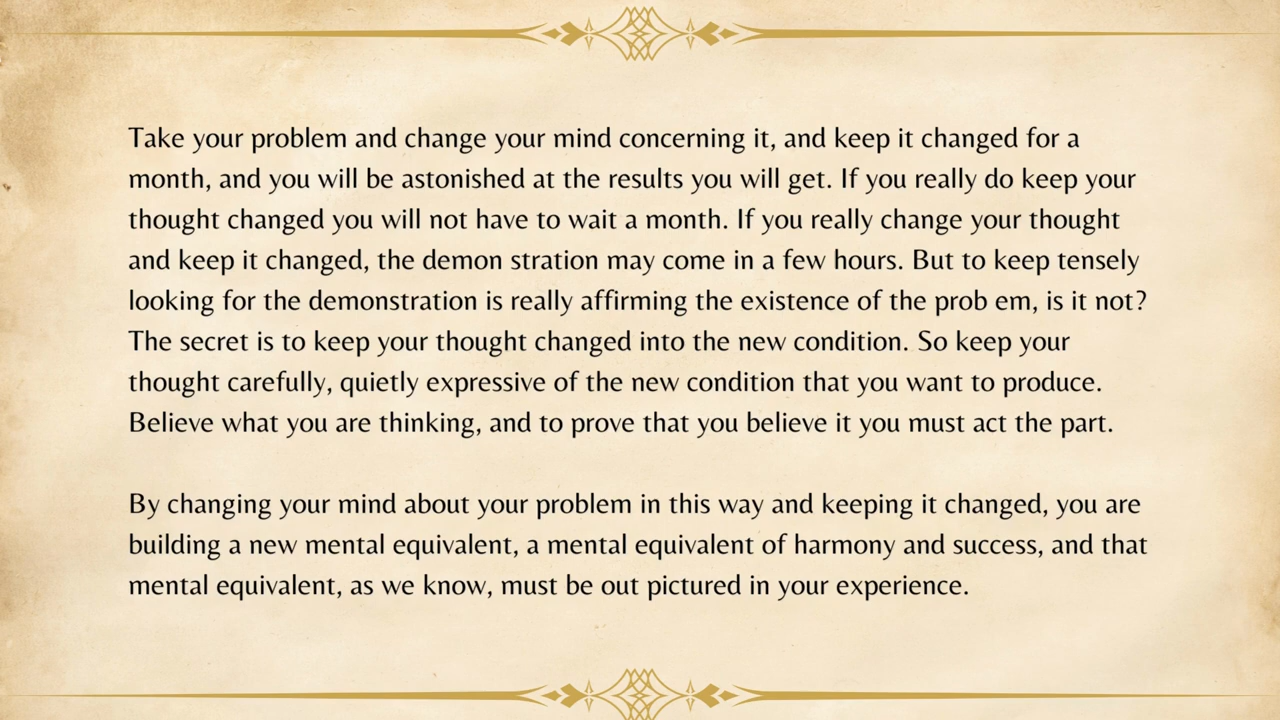 Take your problem and change your mind concerning it, and keep it changed for a
month, and you will be astonished at the results you will get. If you really do keep your
thought changed you will not have to wait a month. If you really change your thought
and keep it changed, the demon stration may come in a few hours. But to keep tensely
looking for the demonstration is really affirming the existence of the prob em, is it not?
The secret is to keep your thought changed into the new condition. So keep your
thought carefully, quietly expressive of the new condition that you want to produce.
Believe what you are thinking, and to prove that you believe it you must act the part.
By changing your mind about your problem in this way and keeping it changed, you are
building a new mental equivalent, a mental equivalent of harmony and success, and that
mental equivalent, as we know, must be out pictured in your experience.